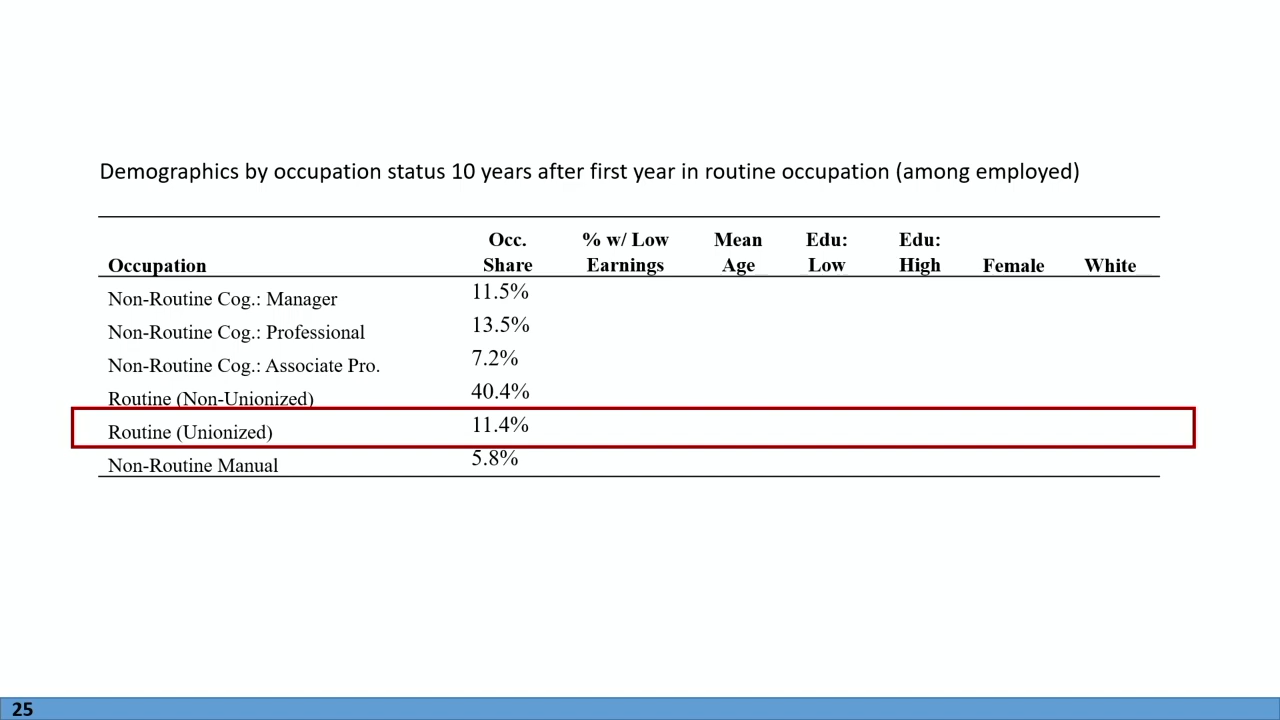 Demographics by occupation status 10 years after first year in routine occupation (among employed)
Occ. % w/ Low Mean Edu: Edu:
Occupation Share Earnings Age Low High Female White
Non-Routine Cog.: Manager 11.5%
Non-Routine Cog.: Professional 13.5%
Non-Routine Cog.: Associate Pro. 7.2%
Routine (Non-Unionized) 40.4%
Routine (Unionized) 11.4%
Non-Routine Manual 5.8%
25